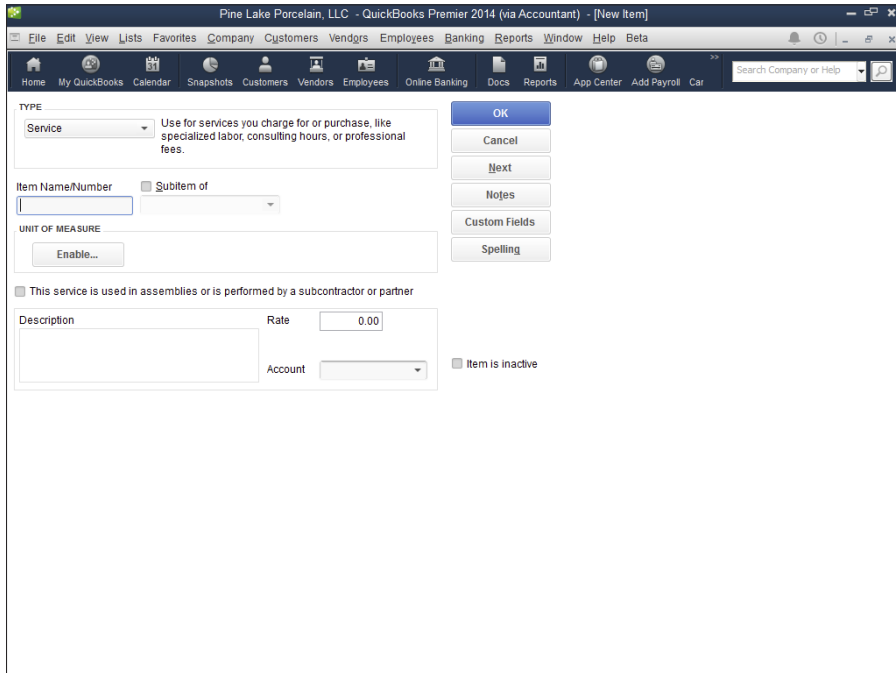 Pine Lake Porcelain, LLC - QuickBooks Premier 2014 (via Accountant) - [New Item]
File Edit View Lists Favorites Company Customers Vendors Employees Banking Reports Window Help Beta
31
Home My QuickBooks Calendar Snapshots Customers Vendors Employees Online Banking Docs Reports App Center Add Payroll Car
>>
Search Company or Help
TYPE
Service
Use for services you charge for or purchase, like
specialized labor, consulting hours, or professional
fees.
OK
Cancel
Next
Notes
Custom Fields
Spelling
Item Name/Number
Subitem of
UNIT OF MEASURE
Enable...
This service is used in assemblies or is performed by a subcontractor or partner
Description
Rate 0.00
Account
Item is inactive